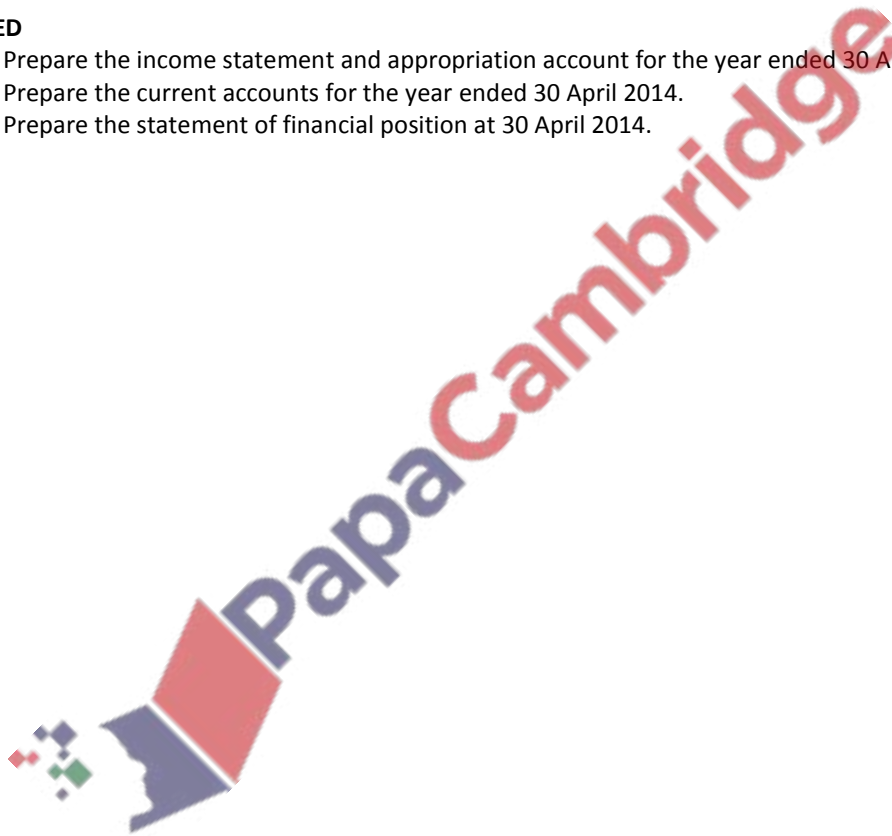 ED
Prepare the income statement and appropriation account for the year ended 30 A
Prepare the current accounts for the year ended 30 April 2014.
Prepare the statement of financial position at 30 April 2014.
PapaCambridge